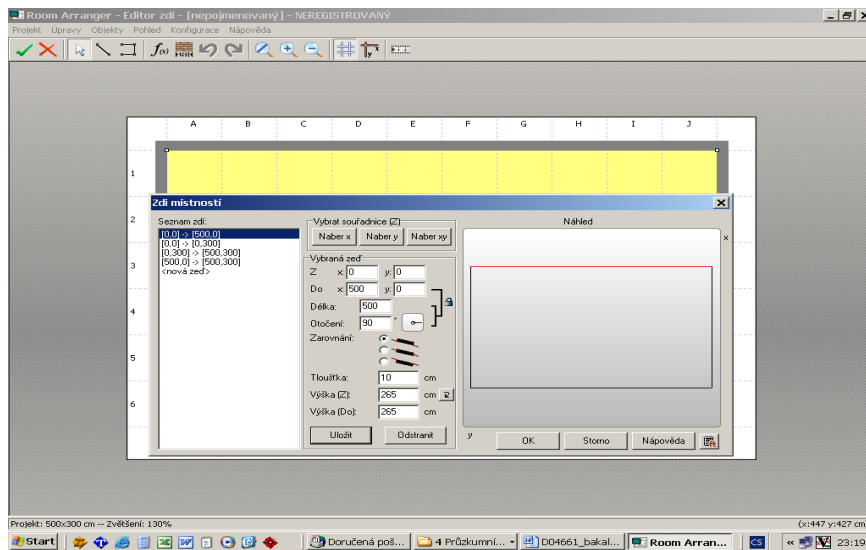 Room Arranger - Editor zdí - [nepojmenovaný] - NEREGISTROVANÝ
Projekt Úpravy Objekty Pohled Konfigurace Nápověda
f(x)
A B C D E F G H I J
1
2
3
4
5
6
Zdi místností
Seznam zdí:
[0,0] -> [500,0]
[0,0] -> [0,300]
[0,300] -> [500,300]
[500,0] -> [500,300]
<nová zeď>
Vybrat souřadnice (Z)
Naber x Naber y Naber xy
Vybraná zeď
Z x: 0 y: 0
Do x: 500 y: 0
Délka: 500
Otočení: 90 °
Zarovnání:
Tloušťka: 10 cm
Výška (Z): 265 cm
Výška (Do): 265 cm
Uložit Odstranit
Náhled
x
y
OK Storno Nápověda
Projekt: 500x300 cm -- Zvětšení: 130% (x:447 y:427 cm
Start Doručená poš... 4 Průzkumní... D04661_bakal... Room Arran... CS « 23:19